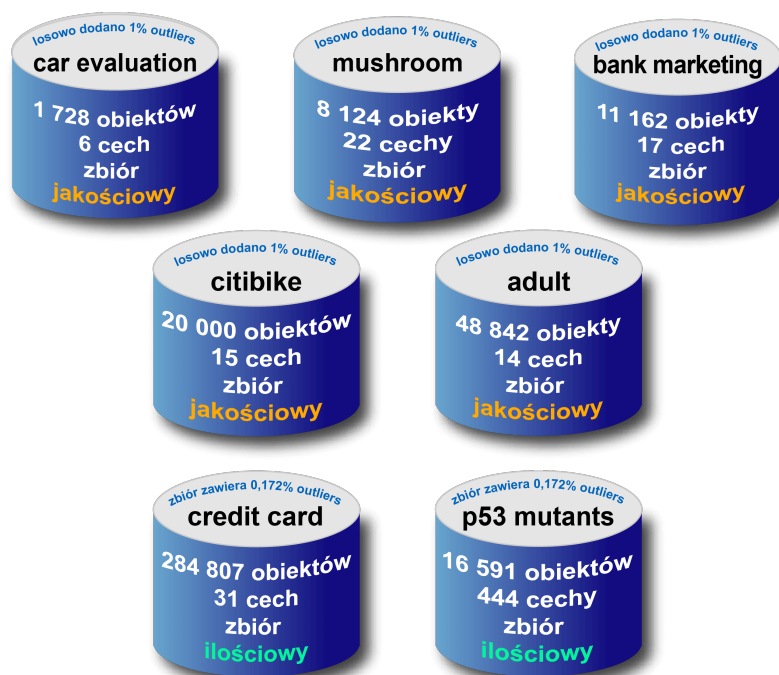 losowo dodano 1% outliers
car evaluation
1 728 obiektów
6 cech
zbiór
jakościowy
losowo dodano 1% outliers
mushroom
8 124 obiekty
22 cechy
zbiór
jakościowy
losowo dodano 1% outliers
bank marketing
11 162 obiekty
17 cech
zbiór
jakościowy
losowo dodano 1% outliers
citibike
20 000 obiektów
15 cech
zbiór
jakościowy
losowo dodano 1% outliers
adult
48 842 obiekty
14 cech
zbiór
jakościowy
zbiór zawiera 0,172% outliers
credit card
284 807 obiektów
31 cech
zbiór
ilościowy
zbiór zawiera 0,172% outliers
p53 mutants
16 591 obiektów
444 cechy
zbiór
ilościowy